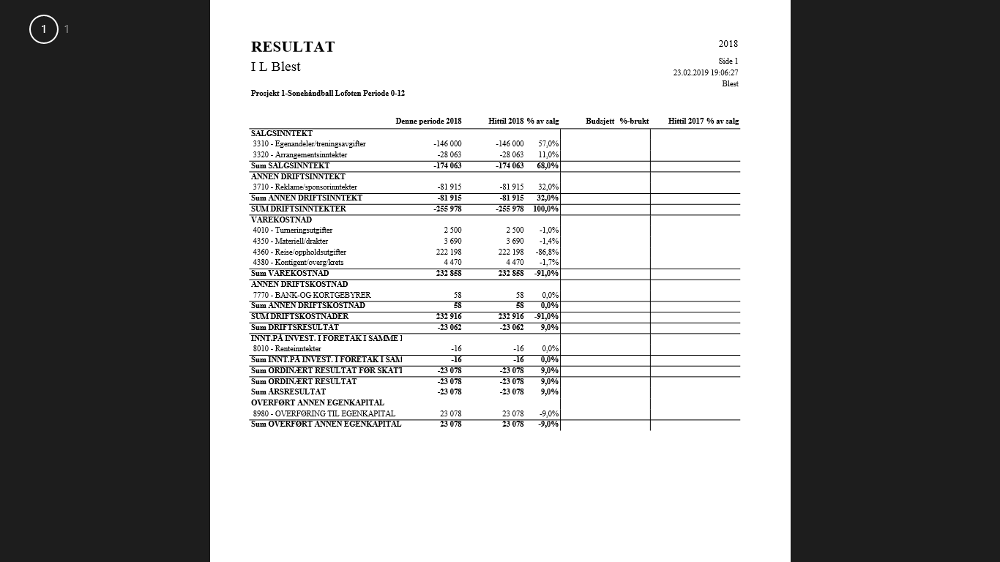 1 1
RESULTAT 2018
I L Blest Side 1
23.02.2019 19:06:27
Blest
Prosjekt 1-Sonehåndball Lofoten Periode 0-12
Denne periode 2018 Hittil 2018 % av salg Budsjett %-brukt Hittil 2017 % av salg
SALGSINNTEKT
3310 - Egenandeler/treningsavgifter -146 000 -146 000 57,0%
3320 - Arrangementsinntekter -28 063 -28 063 11,0%
Sum SALGSINNTEKT -174 063 -174 063 68,0%
ANNEN DRIFTSINNTEKT
3710 - Reklame/sponsorinntekter -81 915 -81 915 32,0%
Sum ANNEN DRIFTSINNTEKT -81 915 -81 915 32,0%
SUM DRIFTSINNTEKTER -255 978 -255 978 100,0%
VAREKOSTNAD
4010 - Turneringsutgifter 2 500 2 500 -1,0%
4350 - Materiell/drakter 3 690 3 690 -1,4%
4360 - Reise/oppholdsutgifter 222 198 222 198 -86,8%
4380 - Kontigent/overg/krets 4 470 4 470 -1,7%
Sum VAREKOSTNAD 232 858 232 858 -91,0%
ANNEN DRIFTSKOSTNAD
7770 - BANK-OG KORTGEBYRER 58 58 0,0%
Sum ANNEN DRIFTSKOSTNAD 58 58 0,0%
SUM DRIFTSKOSTNADER 232 916 232 916 -91,0%
Sum DRIFTSRESULTAT -23 062 -23 062 9,0%
INNT.PÅ INVEST. I FORETAK I SAMME I
8010 - Renteinntekter -16 -16 0,0%
Sum INNT.PÅ INVEST. I FORETAK I SAM -16 -16 0,0%
Sum ORDINÆRT RESULTAT FØR SKATT -23 078 -23 078 9,0%
Sum ORDINÆRT RESULTAT -23 078 -23 078 9,0%
Sum ÅRSRESULTAT -23 078 -23 078 9,0%
OVERFØRT ANNEN EGENKAPITAL
8980 - OVERFØRING TIL EGENKAPITAL 23 078 23 078 -9,0%
Sum OVERFØRT ANNEN EGENKAPITAL 23 078 23 078 -9,0%